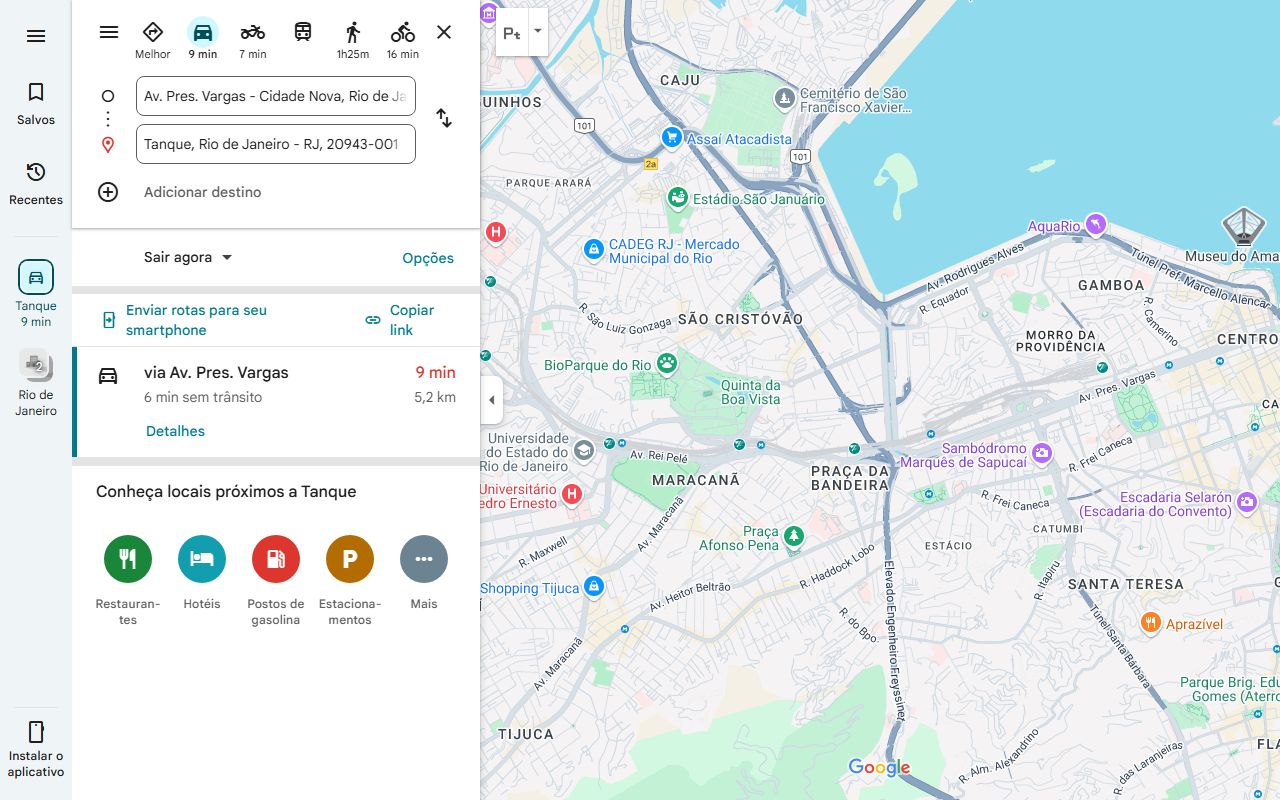 Salvos
Recentes
Tanque
9 min
2
Rio de
Janeiro
Instalar o
aplicativo
Melhor
9 min
7 min
1h25m
16 min
Av. Pres. Vargas - Cidade Nova, Rio de Ja
Tanque, Rio de Janeiro - RJ, 20943-001
Adicionar destino
Sair agora
Opções
Enviar rotas para seu
smartphone
Copiar
link
via Av. Pres. Vargas
9 min
6 min sem trânsito
5,2 km
Detalhes
Conheça locais próximos a Tanque
P
Restauran-
tes
Hotéis
Postos de
gasolina
Estaciona-
mentos
Mais
CAJU
Cemitério de São
Francisco Xavier...
101
Assaí Atacadista
101
2a
PARQUE ARARÁ
Estádio São Januário
H
CADEG RJ - Mercado
Municipal do Rio
AquaRio
Museu do Ama
Av. Rodrigues Alves
Túnel Pref. Marcello Alencar
R. Equador
GAMBOA
R. Camerino
R. São Luiz Gonzaga
SÃO CRISTÓVÃO
MORRO DA
PROVIDÊNCIA
CENTRO
BioParque do Rio
Quinta da
Boa Vista
Av. Pres. Vargas
Universidade
do Estado do
Rio de Janeiro
Av. Rei Pelé
Sambódromo
Marquês de Sapucaí
R. Frei Caneca
MARACANÃ
PRAÇA DA
BANDEIRA
Universitário
edro Ernesto
H
R. Frei Caneca
Escadaria Selarón
(Escadaria do Convento)
Av. Maracanã
Praça
Afonso Pena
CATUMBI
ESTÁCIO
R. Maxwell
R. Haddock Lobo
R. Itapiru
SANTA TERESA
Shopping Tijuca
Av. Heitor Beltrão
R. do Bpo.
Elevado Engenheiro Freyssinet
Túnel Santa Bárbara
Aprazível
Av. Maracanã
Parque Brig. Edu
Gomes (Aterro
TIJUCA
R. Alm. Alexandrino
R. das Laranjeiras
FLA
Google